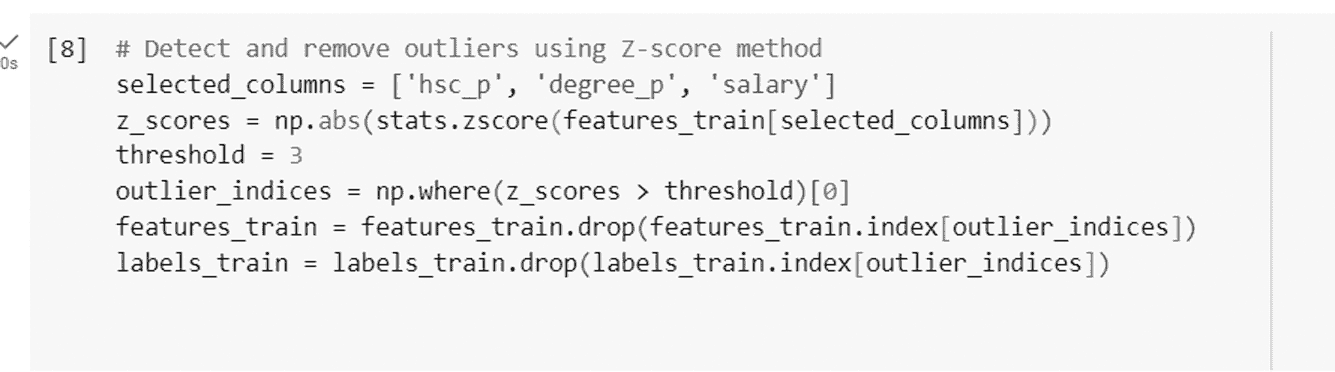 [8] # Detect and remove outliers using Z-score method
0s
selected_columns = ['hsc_p', 'degree_p', 'salary']
z_scores = np.abs(stats.zscore(features_train[selected_columns]))
threshold = 3
outlier_indices = np.where(z_scores > threshold)[0]
features_train = features_train.drop(features_train.index[outlier_indices])
labels_train = labels_train.drop(labels_train.index[outlier_indices])